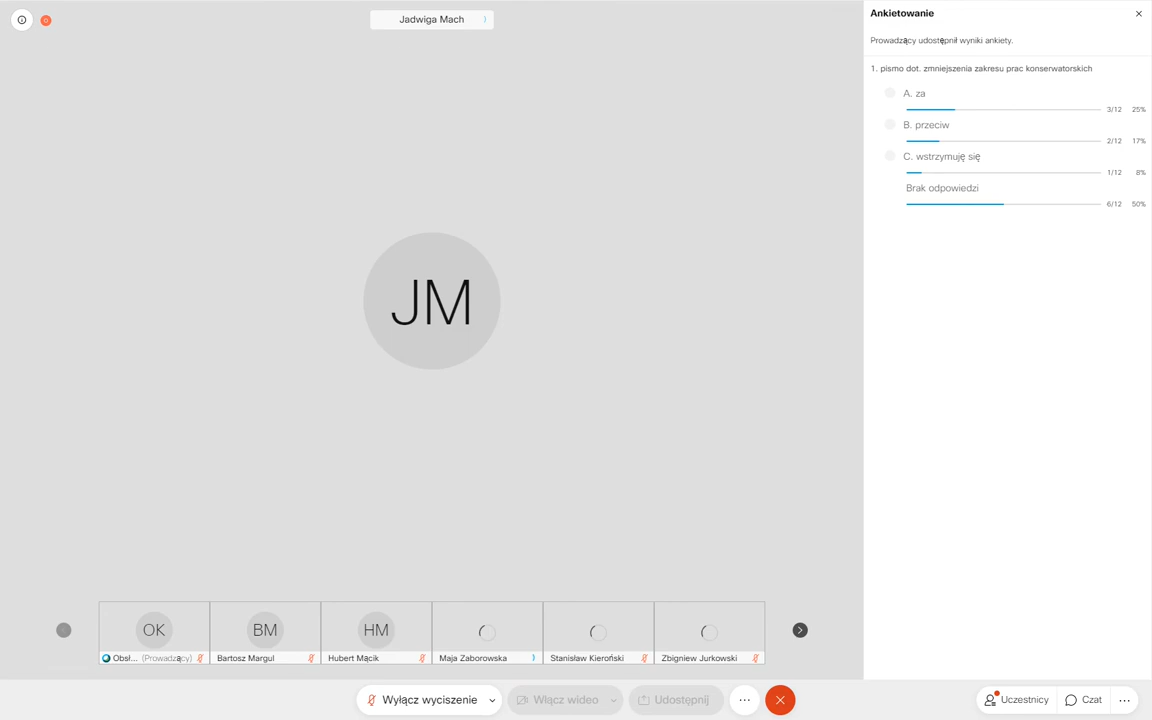 Jadwiga Mach
Ankietowanie
Prowadzący udostępnił wyniki ankiety.
1. pismo dot. zmniejszenia zakresu prac konserwatorskich
A. za
3/12 25%
B. przeciw
2/12 17%
C. wstrzymuję się
1/12 8%
Brak odpowiedzi
6/12 50%
JM
OK
BM
HM
Obsł... (Prowadzący)
Bartosz Margul
Hubert Mącik
Maja Zaborowska
Stanisław Kieroński
Zbigniew Jurkowski
Wyłącz wyciszenie
Włącz wideo
Udostępnij
Uczestnicy
Czat